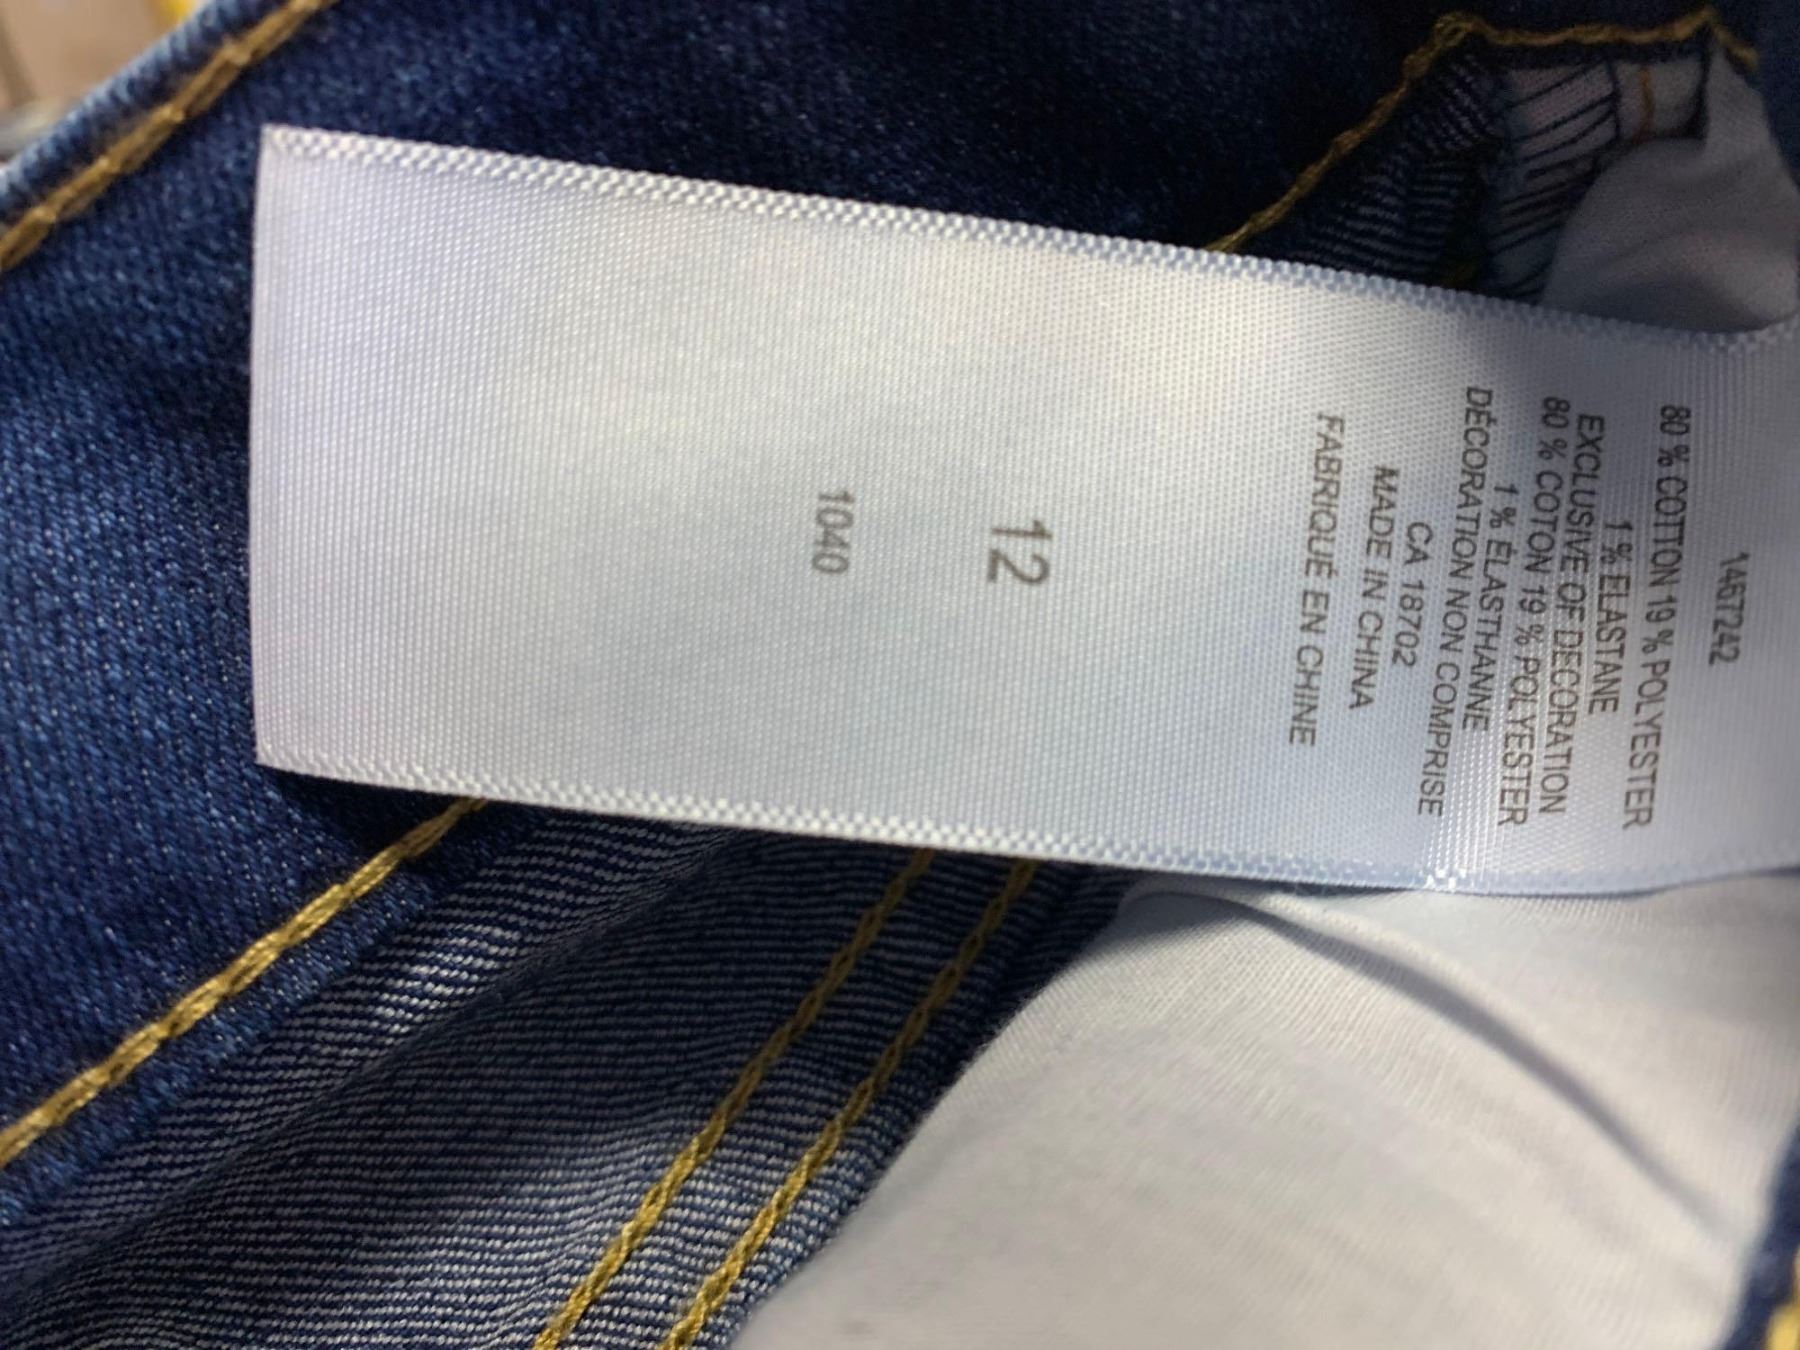 1467242
80 % COTTON 19 % POLYESTER
1 % ELASTANE
EXCLUSIVE OF DECORATION
80 % COTON 19 % POLYESTER
1 % ÉLASTHANNE
DÉCORATION NON COMPRISE
CA 18702
MADE IN CHINA
FABRIQUÉ EN CHINE
12
1040